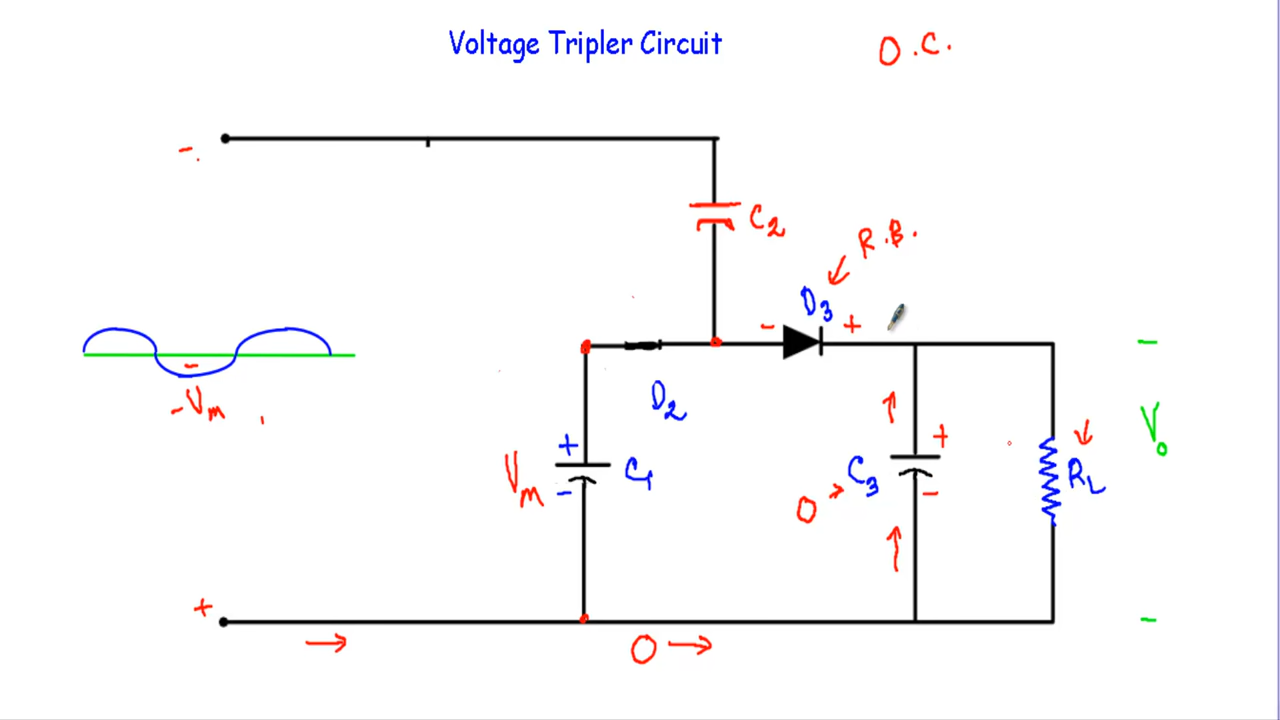 Voltage Tripler Circuit
O.C.
-
C2
R.B.
D3
- +
-
-Vm
D2
Vm
+
-
C1
+
C3
-
0
RL
-
Vo
-
+
0